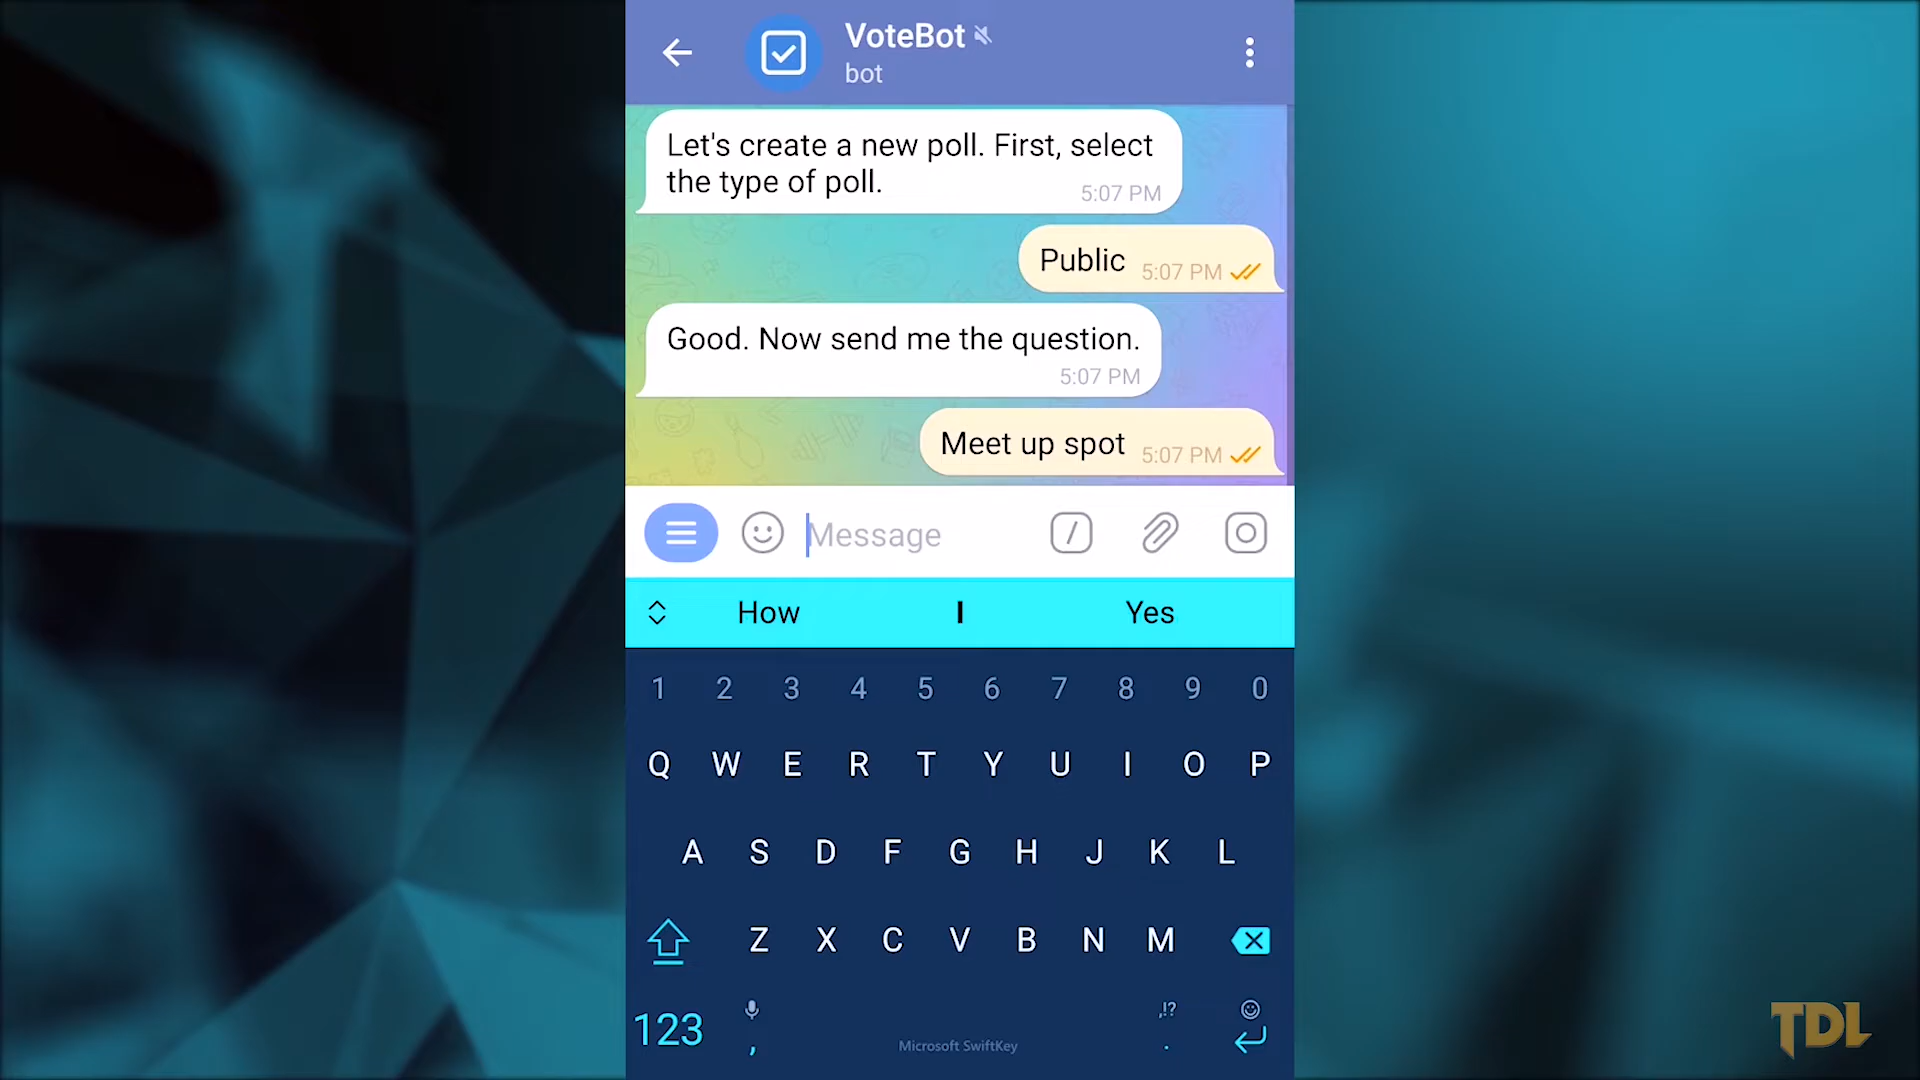 VoteBot
bot
Let's create a new poll. First, select
the type of poll.
5:07 PM
Public 5:07 PM
Good. Now send me the question.
5:07 PM
Meet up spot 5:07 PM
/ Message
How I Yes
1 2 3 4 5 6 7 8 9 0
Q W E R T Y U I O P
A S D F G H J K L
Z X C V B N M
,!?
123 , Microsoft SwiftKey .
TDL